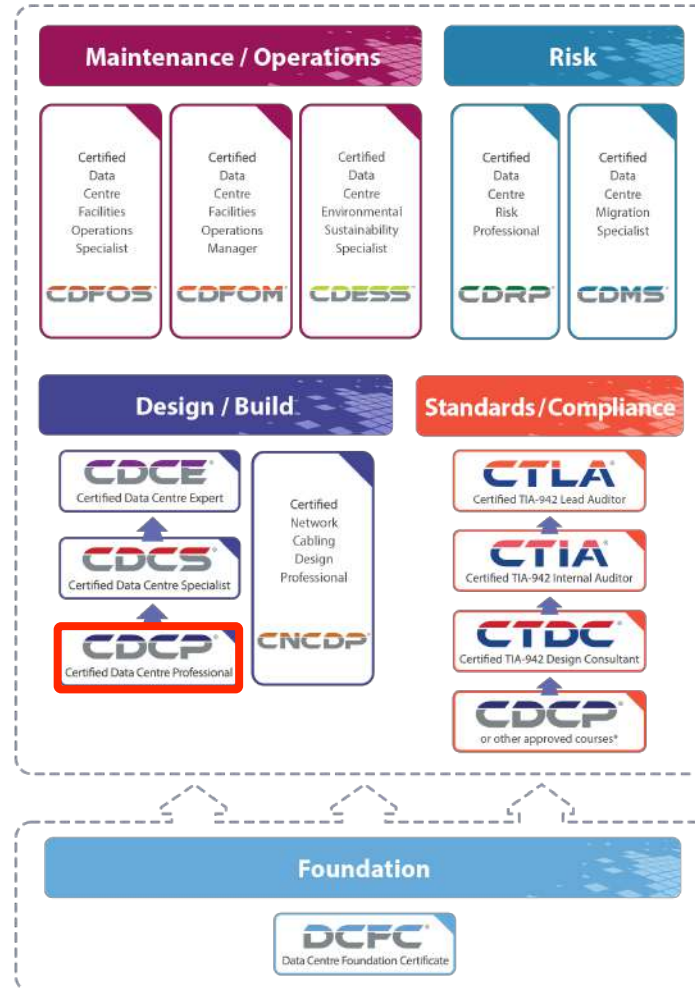 Maintenance / Operations
Certified
Data
Centre
Facilities
Operations
Specialist
CDFOS®
Certified
Data
Centre
Facilities
Operations
Manager
CDFOM®
Certified
Data
Centre
Environmental
Sustainability
Specialist
CDESS®
Risk
Certified
Data
Centre
Risk
Professional
CDRP®
Certified
Data
Centre
Migration
Specialist
CDMS®
Design / Build
CDCE®
Certified Data Centre Expert
CDCS®
Certified Data Centre Specialist
CDCP®
Certified Data Centre Professional
Certified
Network
Cabling
Design
Professional
CNCDP®
Standards/Compliance
CTLA®
Certified TIA-942 Lead Auditor
CTIA®
Certified TIA-942 Internal Auditor
CTDC®
Certified TIA-942 Design Consultant
CDCP®
or other approved courses*
Foundation
DCFC®
Data Centre Foundation Certificate